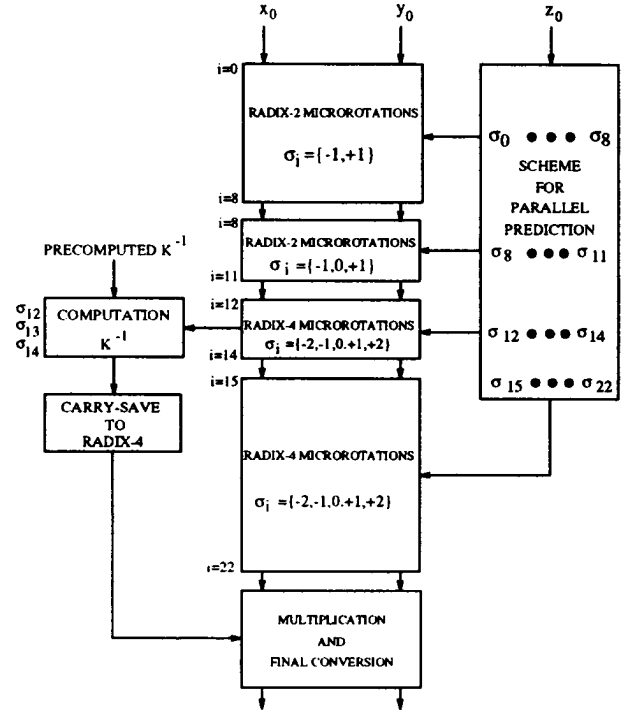 x0 y0 z0
i=0
RADIX-2 MICROROTATIONS
σi ={-1,+1}
i=8
σ0 ● ● ● σ8
SCHEME
FOR
PARALLEL
PREDICTION
i=8
RADIX-2 MICROROTATIONS
σi ={-1,0,+1}
i=11
σ8 ● ● ● σ11
PRECOMPUTED K^-1
σ12
σ13
σ14
COMPUTATION
K^-1
i=12
RADIX-4 MICROROTATIONS
σi ={-2,-1,0.+1,+2}
i=14
σ12 ● ● ● σ14
σ15 ● ● ● σ22
CARRY-SAVE
TO
RADIX-4
i=15
RADIX-4 MICROROTATIONS
σi ={-2,-1,0.+1,+2}
i=22
MULTIPLICATION
AND
FINAL CONVERSION